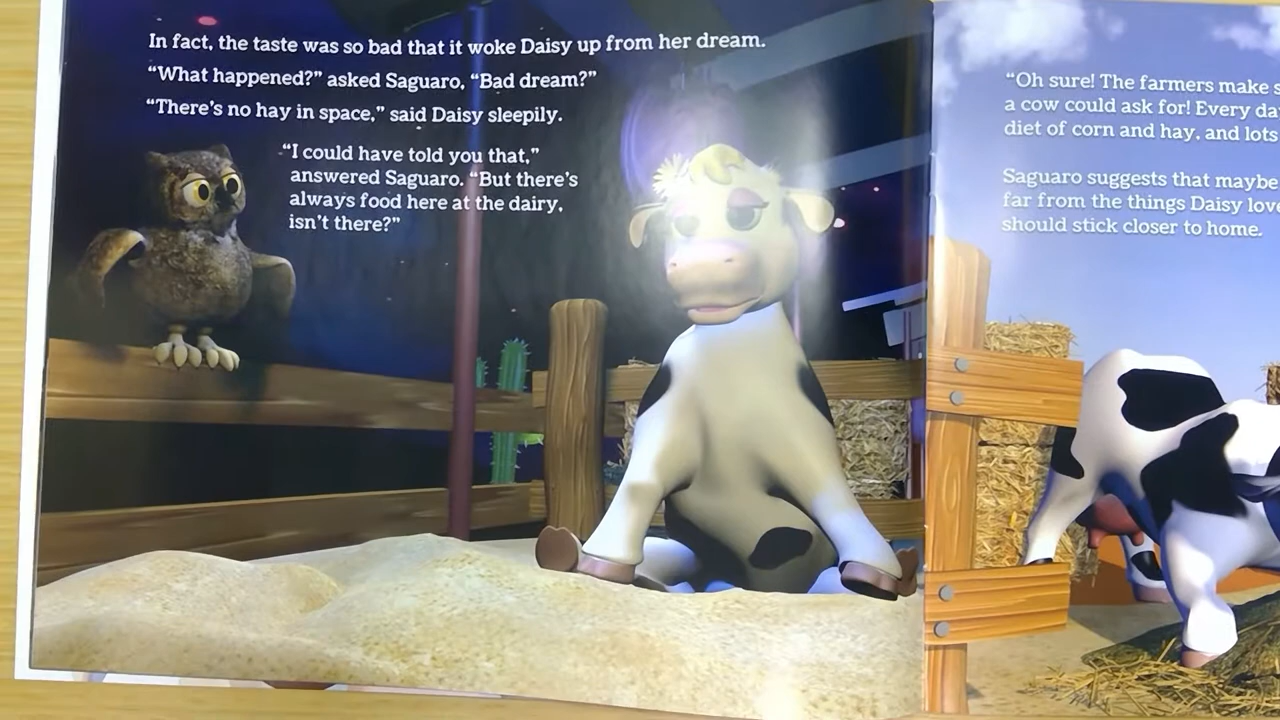 In fact, the taste was so bad that it woke Daisy up from her dream.
“What happened?” asked Saguaro, “Bad dream?”
“There’s no hay in space,” said Daisy sleepily.
“I could have told you that,”
answered Saguaro. “But there’s
always food here at the dairy,
isn’t there?”
“Oh sure! The farmers make
a cow could ask for! Every
diet of corn and hay, and lots
Saguaro suggests that maybe
far from the things Daisy
should stick closer to home.